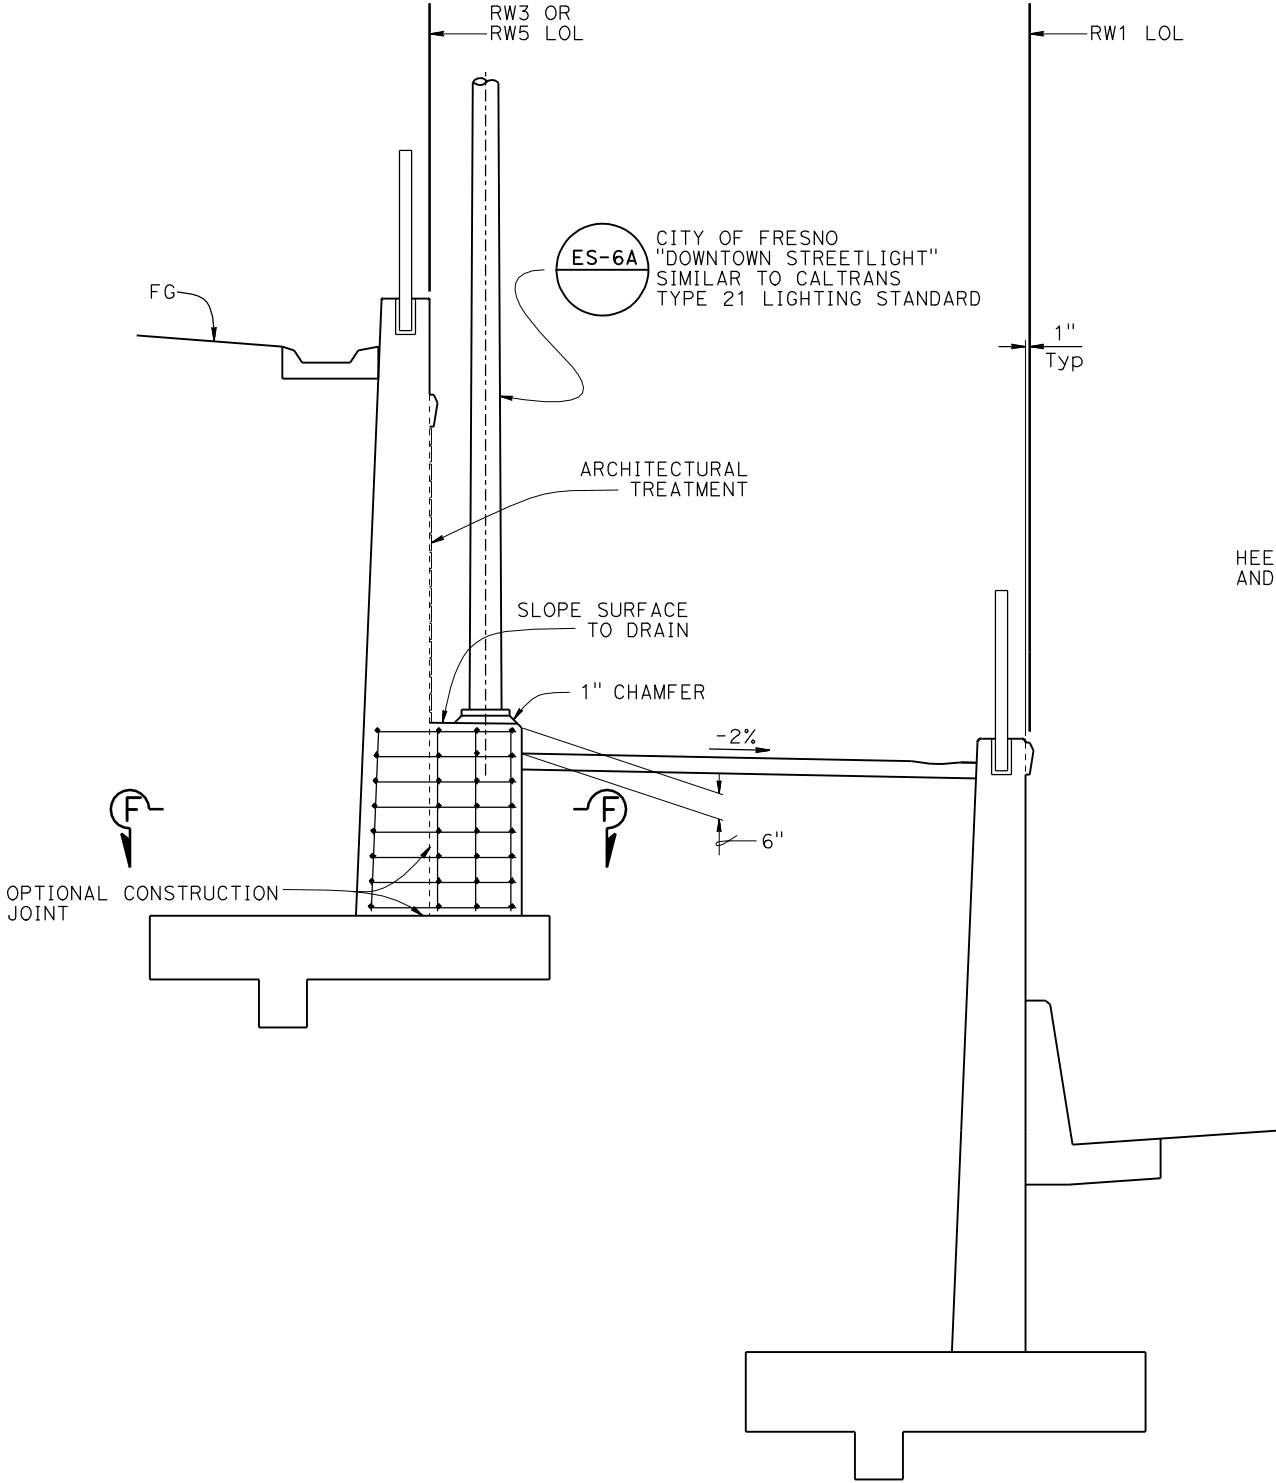 RW3 OR
RW5 LOL
RW1 LOL
ES-6A
CITY OF FRESNO
"DOWNTOWN STREETLIGHT"
SIMILAR TO CALTRANS
TYPE 21 LIGHTING STANDARD
FG
1"
Typ
ARCHITECTURAL
TREATMENT
HEE
AND
SLOPE SURFACE
TO DRAIN
1" CHAMFER
-2%
F
F
6"
OPTIONAL CONSTRUCTION
JOINT